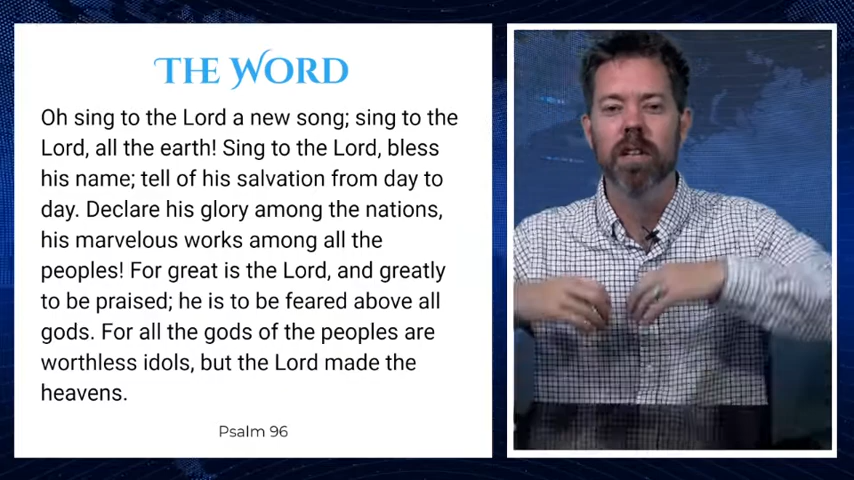 THE WORD
Oh sing to the Lord a new song; sing to the
Lord, all the earth! Sing to the Lord, bless
his name; tell of his salvation from day to
day. Declare his glory among the nations,
his marvelous works among all the
peoples! For great is the Lord, and greatly
to be praised; he is to be feared above all
gods. For all the gods of the peoples are
worthless idols, but the Lord made the
heavens.
Psalm 96